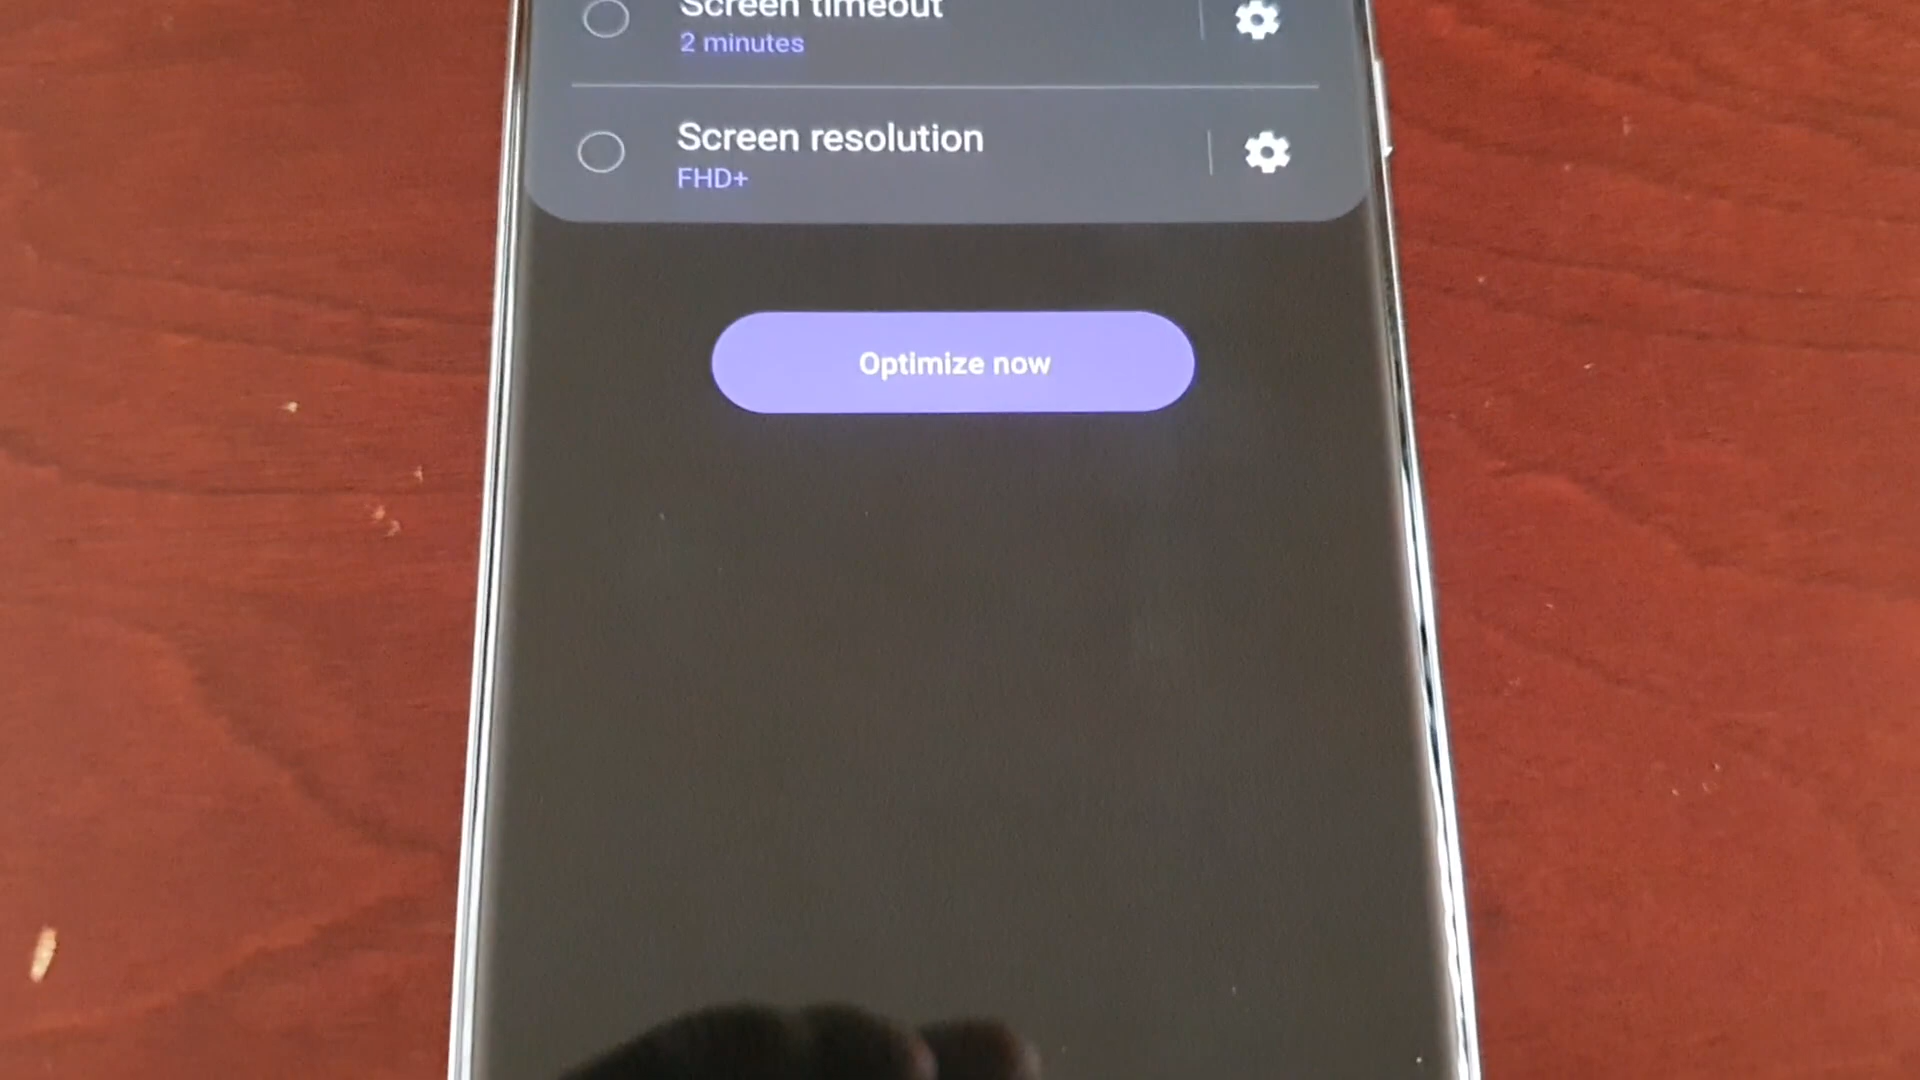 Screen timeout
2 minutes
Screen resolution
FHD+
Optimize now